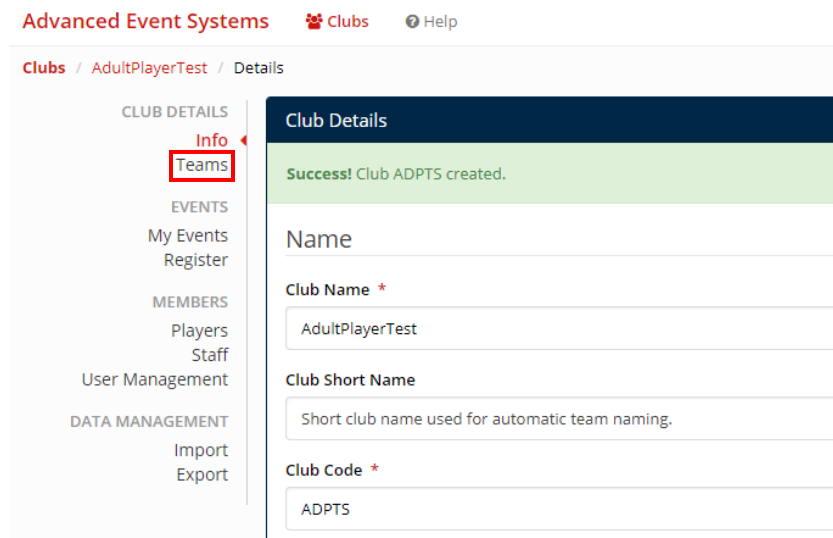 Advanced Event Systems Clubs Help
Clubs / AdultPlayerTest / Details
CLUB DETAILS
Info
Teams
EVENTS
My Events
Register
MEMBERS
Players
Staff
User Management
DATA MANAGEMENT
Import
Export
Club Details
Success! Club ADPTS created.
Name
Club Name *
AdultPlayerTest
Club Short Name
Short club name used for automatic team naming.
Club Code *
ADPTS